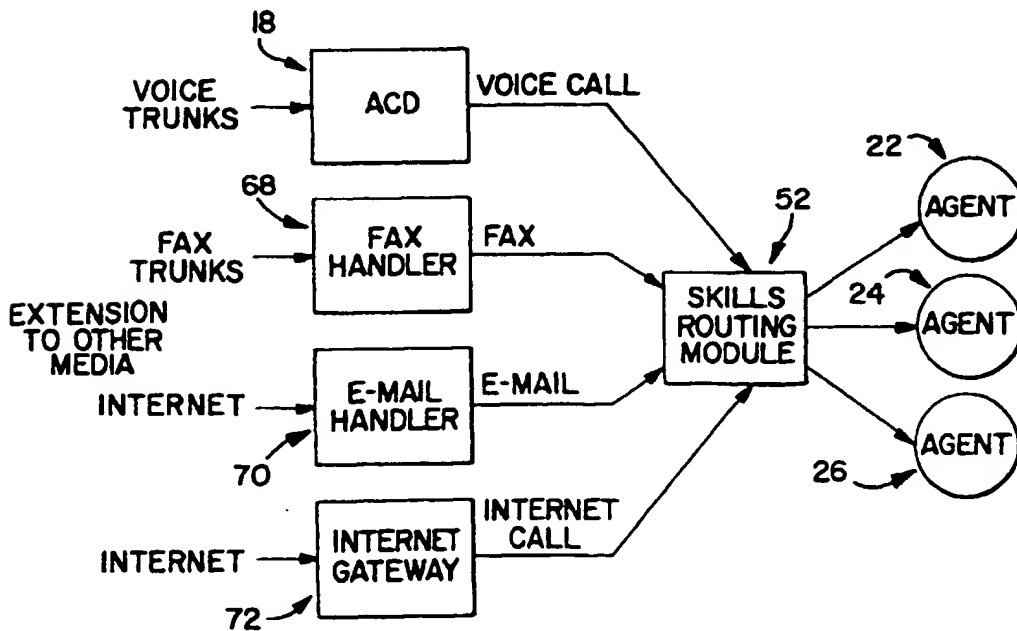 18
VOICE
TRUNKS
ACD
VOICE CALL
68
FAX
TRUNKS
FAX
HANDLER
FAX
EXTENSION
TO OTHER
MEDIA
INTERNET
E-MAIL
HANDLER
E-MAIL
70
INTERNET
INTERNET
GATEWAY
INTERNET
CALL
72
52
SKILLS
ROUTING
MODULE
22
AGENT
24
AGENT
26
AGENT